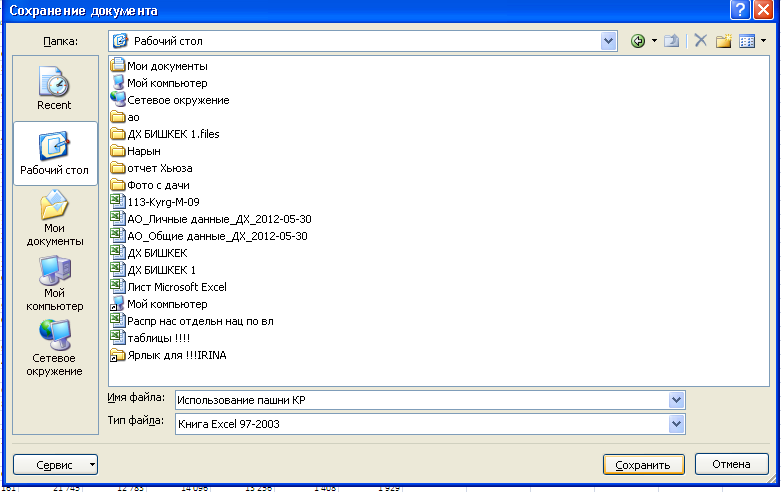 Сохранение документа
Папка:
Рабочий стол
Recent
Рабочий стол
Мои
документы
Мой
компьютер
Сетевое
окружение
Мои документы
Мой компьютер
Сетевое окружение
ао
ДХ БИШКЕК 1.files
Нарын
отчет Хьюза
Фото с дачи
113-Kyrg-M-09
АО_Личные данные_ДХ_2012-05-30
АО_Общие данные_ДХ_2012-05-30
ДХ БИШКЕК
ДХ БИШКЕК 1
Лист Microsoft Excel
Мой компьютер
Распр нас отдельн нац по вл
таблицы !!!!
Ярлык для !!!IRINA
Имя файла:
Использование пашни КР
Тип файла:
Книга Excel 97-2003
Сервис
Сохранить
Отмена